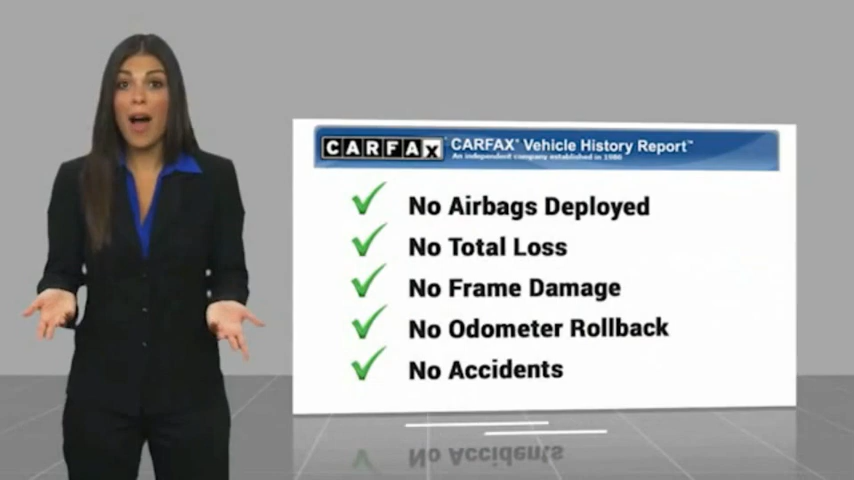 CARFAX CARFAX® Vehicle History Report™
An independent company established in 1986
No Airbags Deployed
No Total Loss
No Frame Damage
No Odometer Rollback
No Accidents
No Accidents